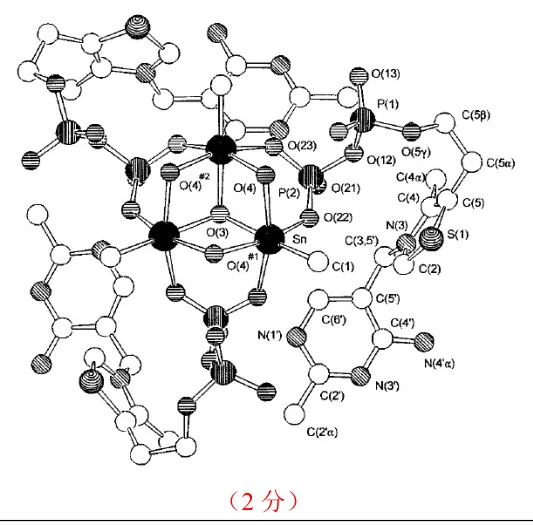 O(13)
P(1)
C(5β)
O(23)
O(12)
O(5γ)
C(5α)
O(4)#2
O(4)
P(2)
O(21)
C(4α)
C(4)
C(5)
O(3)
O(22)
N(3)
S(1)
Sn
C(3,5')
C(2)
O(4)#1
C(1)
C(6')
C(5')
N(1')
C(4')
N(4'α)
C(2')
N(3')
C(2'α)
（2 分）